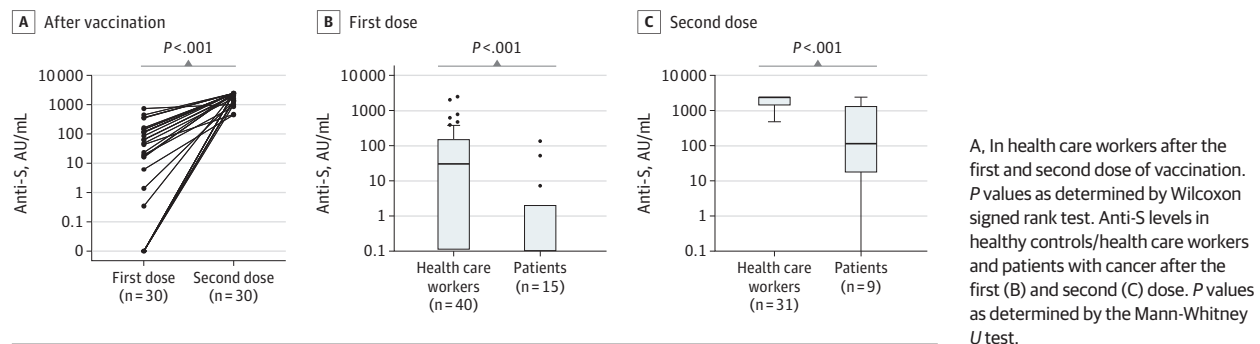 A After vaccination
P <.001
Anti-S, AU/mL
10 000
1000
100
10
1
0.1
0
First dose
(n = 30)
Second dose
(n = 30)
B First dose
P <.001
Anti-S, AU/mL
10 000
1000
100
10
1
0.1
Health care
workers
(n = 40)
Patients
(n = 15)
C Second dose
P <.001
Anti-S, AU/mL
10 000
1000
100
10
1
0.1
Health care
workers
(n = 31)
Patients
(n = 9)
A, In health care workers after the
first and second dose of vaccination.
P values as determined by Wilcoxon
signed rank test. Anti-S levels in
healthy controls/health care workers
and patients with cancer after the
first (B) and second (C) dose. P values
as determined by the Mann-Whitney
U test.